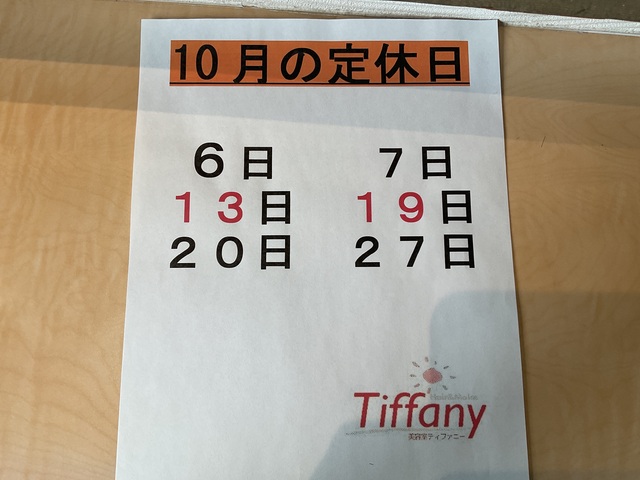 10月の定休日
6日 7日
13日 19日
20日 27日
Tiffany
美容室ティファニー